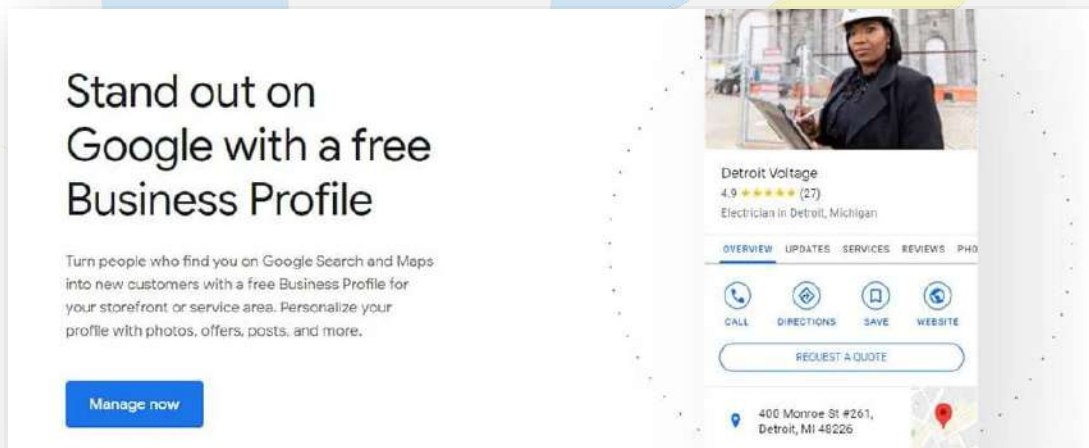 Stand out on
Google with a free
Business Profile
Turn people who find you on Google Search and Maps
into new customers with a free Business Profile for
your storefront or service area. Personalize your
profile with photos, offers, posts, and more.
Manage now
Detroit Voltage
4.9 ★★★★★ (27)
Electrician in Detroit, Michigan
OVERVIEW UPDATES SERVICES REVIEWS PHO
CALL DIRECTIONS SAVE WEBSITE
REQUEST A QUOTE
400 Monroe St #261,
Detroit, MI 48226